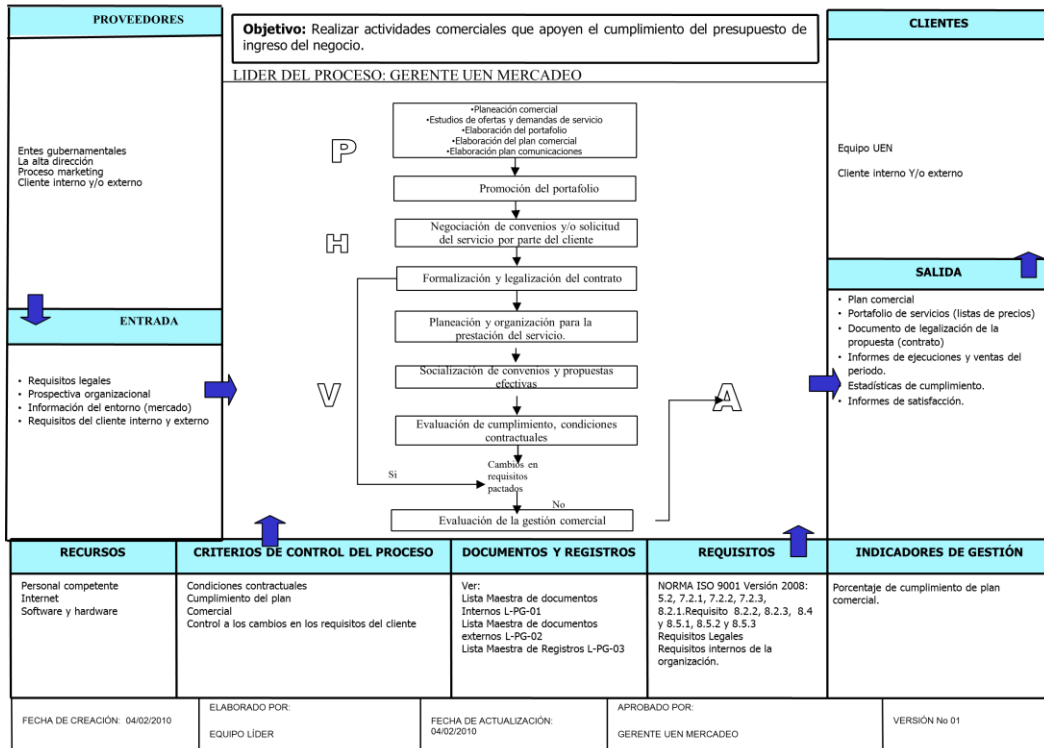 PROVEEDORES
Entes gubernamentales
La alta dirección
Proceso marketing
Cliente interno y/o externo
ENTRADA
• Requisitos legales
• Prospectiva organizacional
• Información del entorno (mercado)
• Requisitos del cliente interno y externo
Objetivo: Realizar actividades comerciales que apoyen el cumplimiento del presupuesto de
ingreso del negocio.
LIDER DEL PROCESO: GERENTE UEN MERCADEO
P
•Planeación comercial
•Estudios de ofertas y demandas de servicio
•Elaboración del portafolio
•Elaboración del plan comercial
•Elaboración plan comunicaciones
Promoción del portafolio
H
Negociación de convenios y/o solicitud
del servicio por parte del cliente
Formalización y legalización del contrato
Planeación y organización para la
prestación del servicio.
V
Socialización de convenios y propuestas
efectivas
A
Evaluación de cumplimiento, condiciones
contractuales
Si
Cambios en
requisitos
pactados
No
Evaluación de la gestión comercial
CLIENTES
Equipo UEN
Cliente interno Y/o externo
SALIDA
• Plan comercial
• Portafolio de servicios (listas de precios)
• Documento de legalización de la
propuesta (contrato)
• Informes de ejecuciones y ventas del
periodo.
• Estadísticas de cumplimiento.
• Informes de satisfacción.
RECURSOS
Personal competente
Internet
Software y hardware
CRITERIOS DE CONTROL DEL PROCESO
Condiciones contractuales
Cumplimiento del plan
Comercial
Control a los cambios en los requisitos del cliente
DOCUMENTOS Y REGISTROS
Ver:
Lista Maestra de documentos
Internos L-PG-01
Lista Maestra de documentos
externos L-PG-02
Lista Maestra de Registros L-PG-03
REQUISITOS
NORMA ISO 9001 Versión 2008:
5.2, 7.2.1, 7.2.2, 7.2.3,
8.2.1.Requisito 8.2.2, 8.2.3, 8.4
y 8.5.1, 8.5.2 y 8.5.3
Requisitos Legales
Requisitos internos de la
organización.
INDICADORES DE GESTIÓN
Porcentaje de cumplimiento de plan
comercial.
FECHA DE CREACIÓN: 04/02/2010
ELABORADO POR:
EQUIPO LÍDER
FECHA DE ACTUALIZACIÓN:
04/02/2010
APROBADO POR:
GERENTE UEN MERCADEO
VERSIÓN No 01